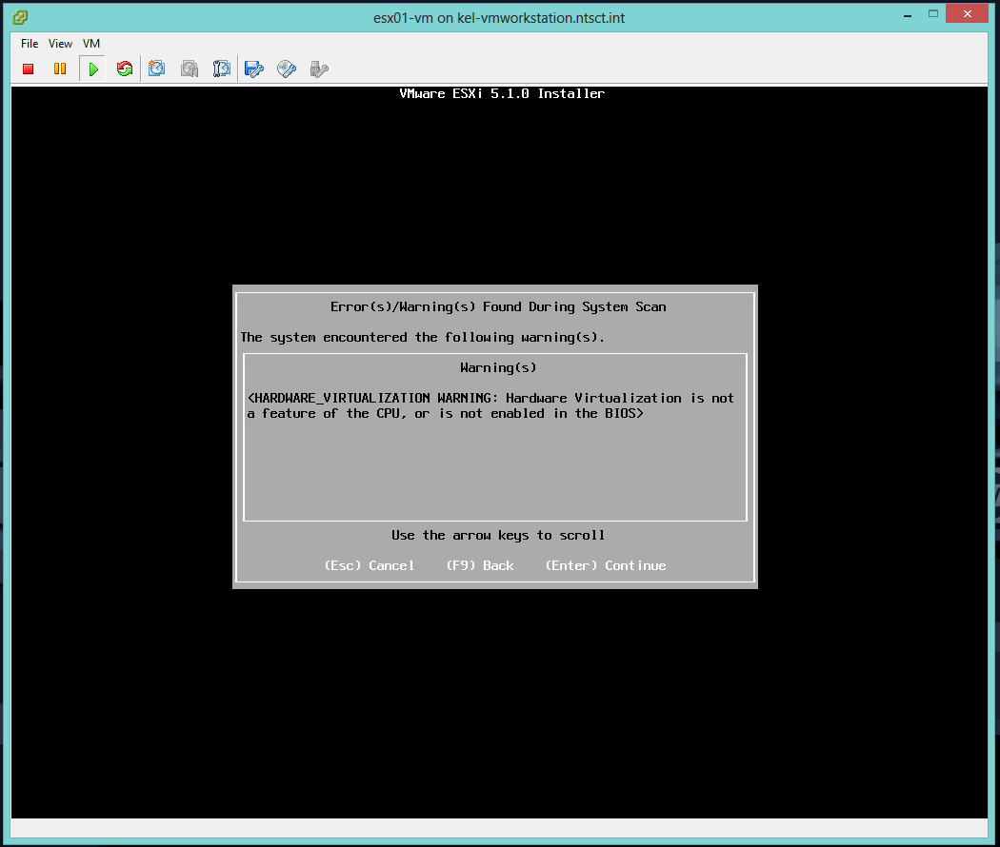 esx01-vm on kel-vmworkstation.ntsct.int
File View VM
VMware ESXi 5.1.0 Installer
Error(s)/Warning(s) Found During System Scan
The system encountered the following warning(s).
Warning(s)
<HARDWARE_VIRTUALIZATION WARNING: Hardware Virtualization is not
a feature of the CPU, or is not enabled in the BIOS>
Use the arrow keys to scroll
(Esc) Cancel (F9) Back (Enter) Continue